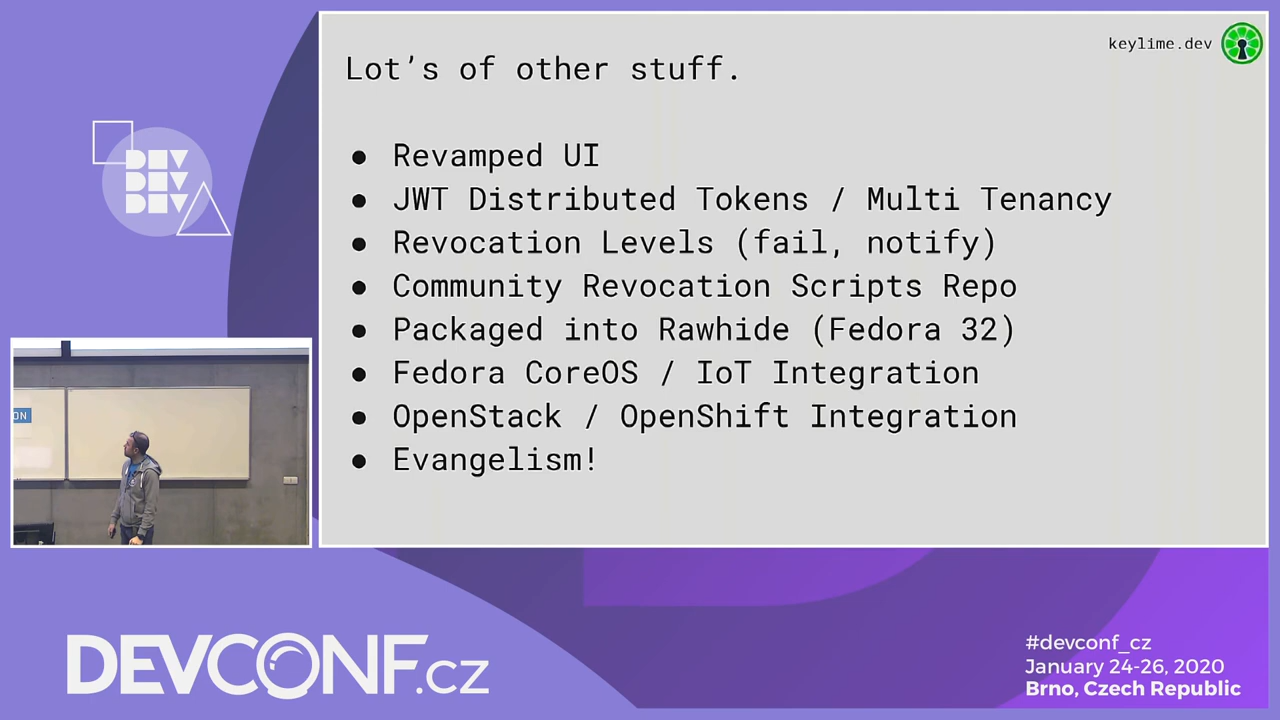 keylime.dev
Lot’s of other stuff.
● Revamped UI
● JWT Distributed Tokens / Multi Tenancy
● Revocation Levels (fail, notify)
● Community Revocation Scripts Repo
● Packaged into Rawhide (Fedora 32)
● Fedora CoreOS / IoT Integration
● OpenStack / OpenShift Integration
● Evangelism!
DEV
DEV
DEV
ON
DEVCONF.cz
#devconf_cz
January 24-26, 2020
Brno, Czech Republic